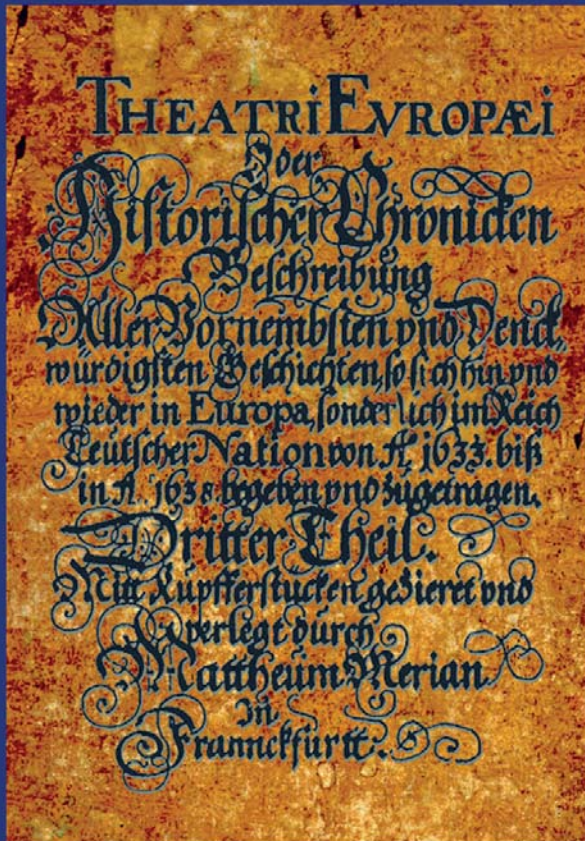 THEATRI EVROPÆI
Oder
Historischer Chronicken
Beschreibung
Aller Vornembsten vnd Denck,
würdigsten Geschichten, so sich hin vnd
wieder in Europa, sonderlich im Reich
Teutscher Nation von A. 1633. biß
in A. 1638. begeben vnd zugetragen.
Dritter Theil.
Mitt Kupfferstucken gezieret vnd
verlegt durch
Mattheum Merian
In
Franckfurtt.